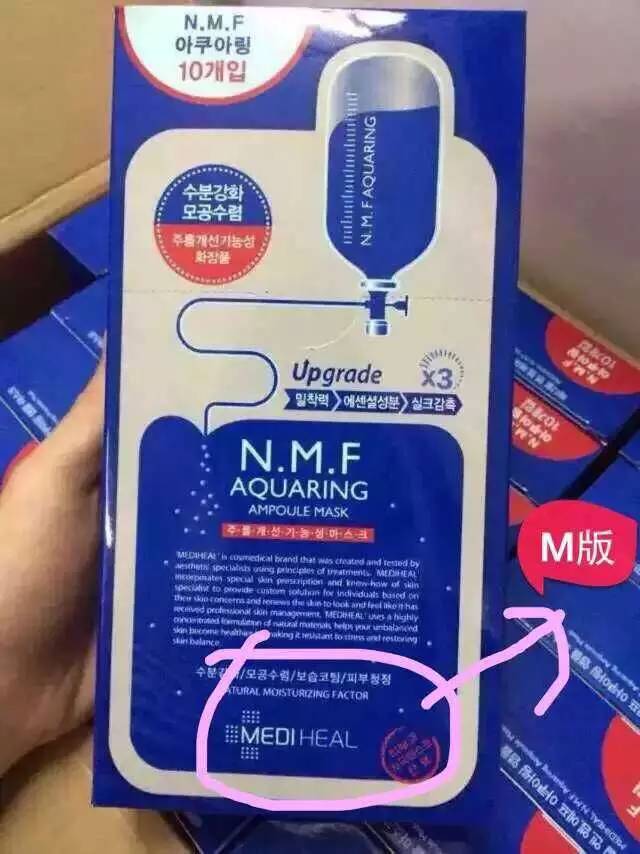 N.M.F
아쿠아링
10개입
N.M.F AQUARING
수분강화
모공수렴
주름개선기능성
화장품
Upgrade
x3
밀착력
에센셜성분
실크감촉
N.M.F
AQUARING
AMPOULE MASK
주·름·개·선·기·능·성·마·스·크
'MEDIHEAL' is cosmedical brand that was created and tested by
aesthetic specialists using principles of treatments. 'MEDIHEAL'
incorporates special skin prescription and know-how of skin
specialist to provide custom solution for individuals based on
their skin concerns and renews the skin to look and feel like it has
received professional skin management. 'MEDIHEAL' uses a highly
concentrated formulation of natural materials, helps your unbalanced
skin become healthier making it resistant to stress and restoring
skin balance.
수분강화/모공수렴/보습코팅/피부청정
NATURAL MOISTURIZING FACTOR
MEDIHEAL
M版